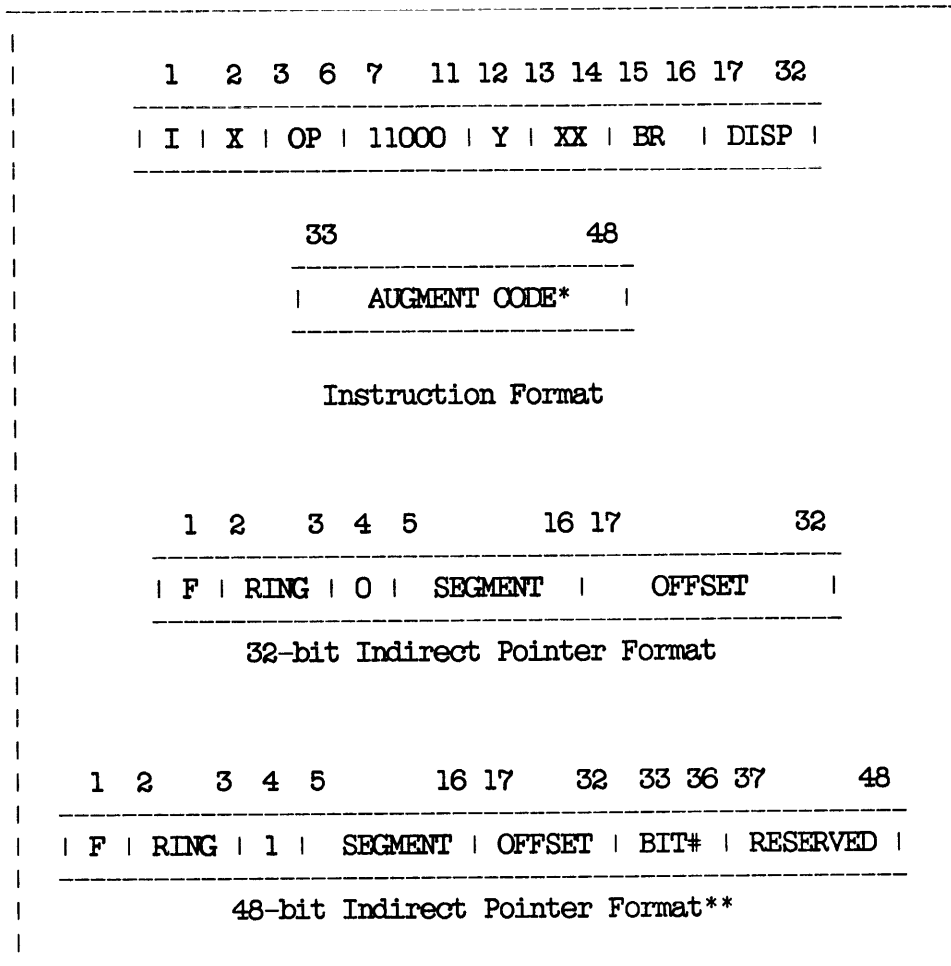 1 2 3 6 7 11 12 13 14 15 16 17 32
| I | X | OP | 11000 | Y | XX | BR | DISP |
33 48
| AUGMENT CODE* |
Instruction Format
1 2 3 4 5 16 17 32
| F | RING | 0 | SEGMENT | OFFSET |
32-bit Indirect Pointer Format
1 2 3 4 5 16 17 32 33 36 37 48
| F | RING | 1 | SEGMENT | OFFSET | BIT# | RESERVED |
48-bit Indirect Pointer Format**